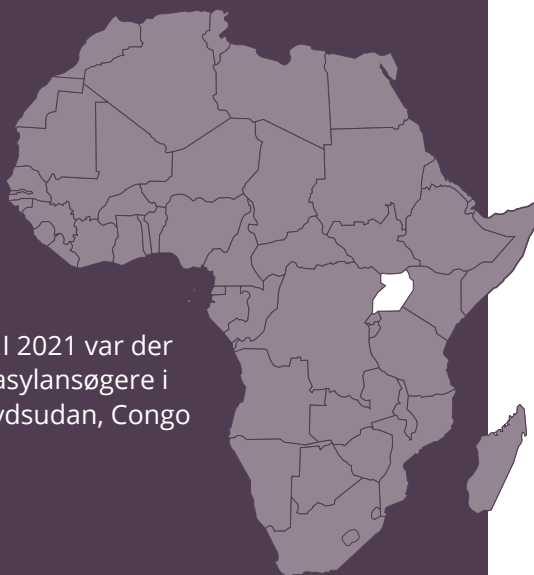 I 2021 var der
asylansøgere i
ydsudan, Congo